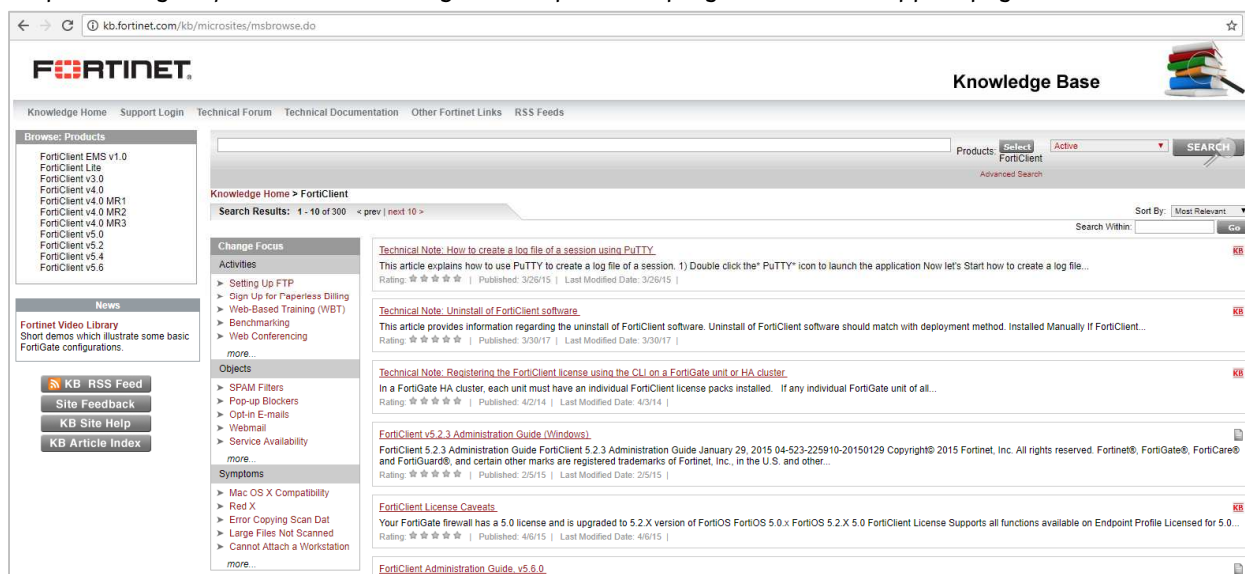 kb.fortinet.com/kb/microsites/msbrowse.do
FORTINET
Knowledge Base
Knowledge Home Support Login Technical Forum Technical Documentation Other Fortinet Links RSS Feeds
Browse: Products
FortiClient EMS v1.0
FortiClient Lite
FortiClient v3.0
FortiClient v4.0
FortiClient v4.0 MR1
FortiClient v4.0 MR2
FortiClient v4.0 MR3
FortiClient v5.0
FortiClient v5.2
FortiClient v5.4
FortiClient v5.6
News
Fortinet Video Library
Short demos which illustrate some basic
FortiGate configurations.
KB RSS Feed
Site Feedback
KB Site Help
KB Article Index
Products: Select Active SEARCH
FortiClient
Advanced Search
Knowledge Home > FortiClient
Search Results: 1 - 10 of 300 < prev | next 10 >
Sort By: Most Relevant
Search Within: Go
Change Focus
Activities
➤ Setting Up FTP
➤ Sign Up for Paperless Billing
➤ Web-Based Training (WBT)
➤ Benchmarking
➤ Web Conferencing
more...
Objects
➤ SPAM Filters
➤ Pop-up Blockers
➤ Opt-in E-mails
➤ Webmail
➤ Service Availability
more...
Symptoms
➤ Mac OS X Compatibility
➤ Red X
➤ Error Copying Scan Dat
➤ Large Files Not Scanned
➤ Cannot Attach a Workstation
more...
Technical Note: How to create a log file of a session using PuTTY KB
This article explains how to use PuTTY to create a log file of a session. 1) Double click the* PuTTY* icon to launch the application Now let's Start how to create a log file...
Rating: ☆ ☆ ☆ ☆ ☆ | Published: 3/26/15 | Last Modified Date: 3/26/15 |
Technical Note: Uninstall of FortiClient software KB
This article provides information regarding the uninstall of FortiClient software. Uninstall of FortiClient software should match with deployment method. Installed Manually If FortiClient...
Rating: ☆ ☆ ☆ ☆ ☆ | Published: 3/30/17 | Last Modified Date: 3/30/17 |
Technical Note: Registering the FortiClient license using the CLI on a FortiGate unit or HA cluster KB
In a FortiGate HA cluster, each unit must have an individual FortiClient license packs installed. If any individual FortiGate unit of all...
Rating: ☆ ☆ ☆ ☆ ☆ | Published: 4/2/14 | Last Modified Date: 4/3/14 |
FortiClient v5.2.3 Administration Guide (Windows)
FortiClient 5.2.3 Administration Guide FortiClient 5.2.3 Administration Guide January 29, 2015 04-523-225910-20150129 Copyright© 2015 Fortinet, Inc. All rights reserved. Fortinet®, FortiGate®, FortiCare®
and FortiGuard®, and certain other marks are registered trademarks of Fortinet, Inc., in the U.S. and other...
Rating: ☆ ☆ ☆ ☆ ☆ | Published: 2/5/15 | Last Modified Date: 2/5/15 |
FortiClient License Caveats KB
Your FortiGate firewall has a 5.0 license and is upgraded to 5.2.X version of FortiOS FortiOS 5.0.x FortiOS 5.2.X 5.0 FortiClient License Supports all functions available on Endpoint Profile Licensed for 5.0...
Rating: ☆ ☆ ☆ ☆ ☆ | Published: 4/6/15 | Last Modified Date: 4/6/15 |
FortiClient Administration Guide, v5.6.0